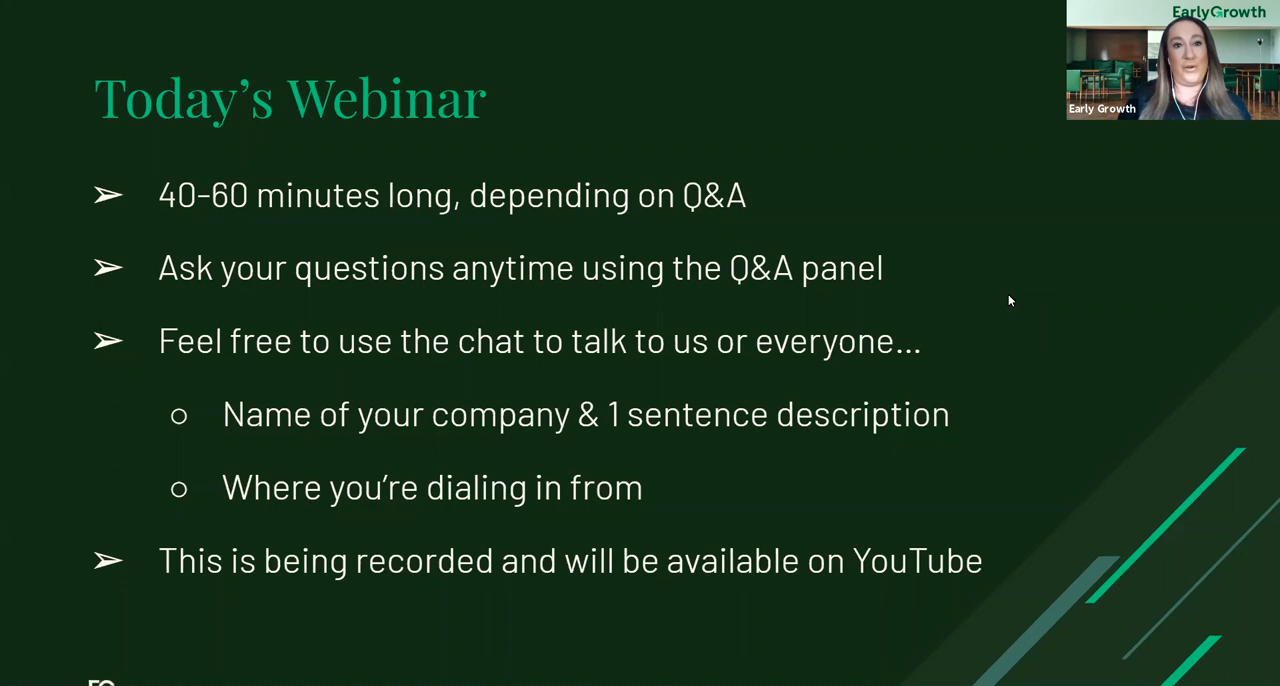 EarlyGrowth
Early Growth
Today’s Webinar
➢ 40-60 minutes long, depending on Q&A
➢ Ask your questions anytime using the Q&A panel
➢ Feel free to use the chat to talk to us or everyone...
○ Name of your company & 1 sentence description
○ Where you’re dialing in from
➢ This is being recorded and will be available on YouTube